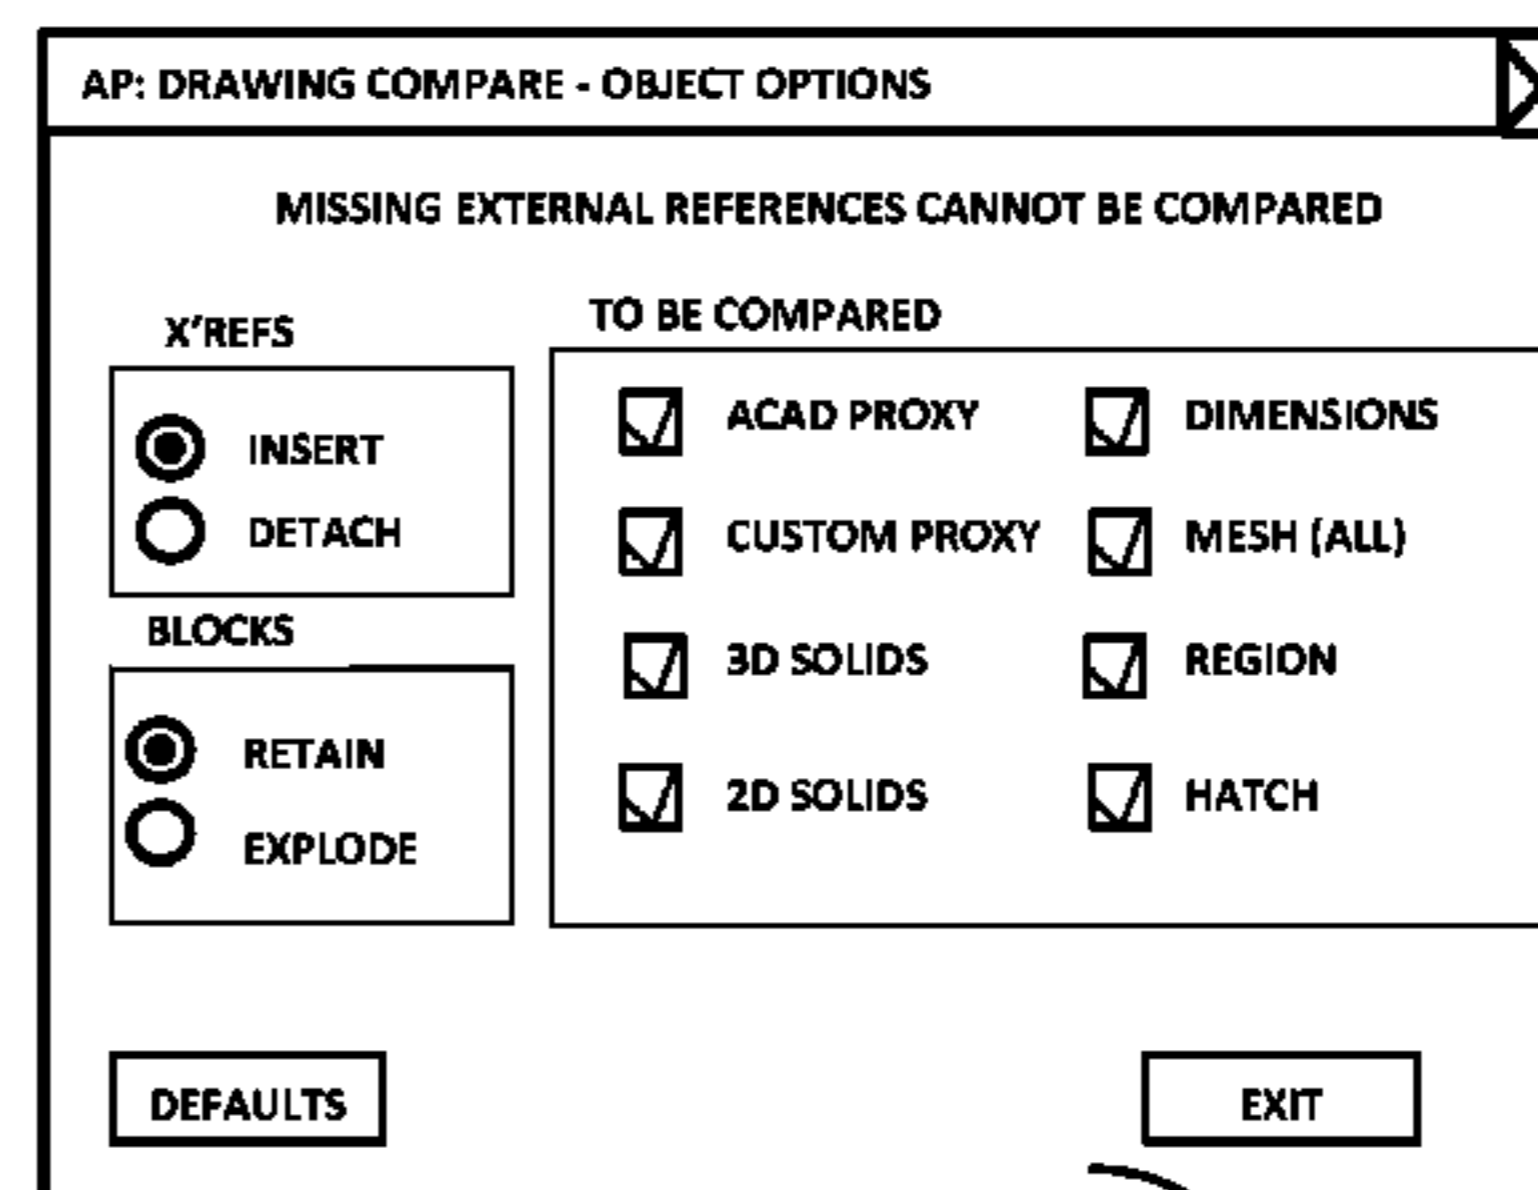 AP: DRAWING COMPARE - OBJECT OPTIONS
MISSING EXTERNAL REFERENCES CANNOT BE COMPARED
X'REFS
INSERT
DETACH
BLOCKS
RETAIN
EXPLODE
TO BE COMPARED
ACAD PROXY
DIMENSIONS
CUSTOM PROXY
MESH (ALL)
3D SOLIDS
REGION
2D SOLIDS
HATCH
DEFAULTS
EXIT